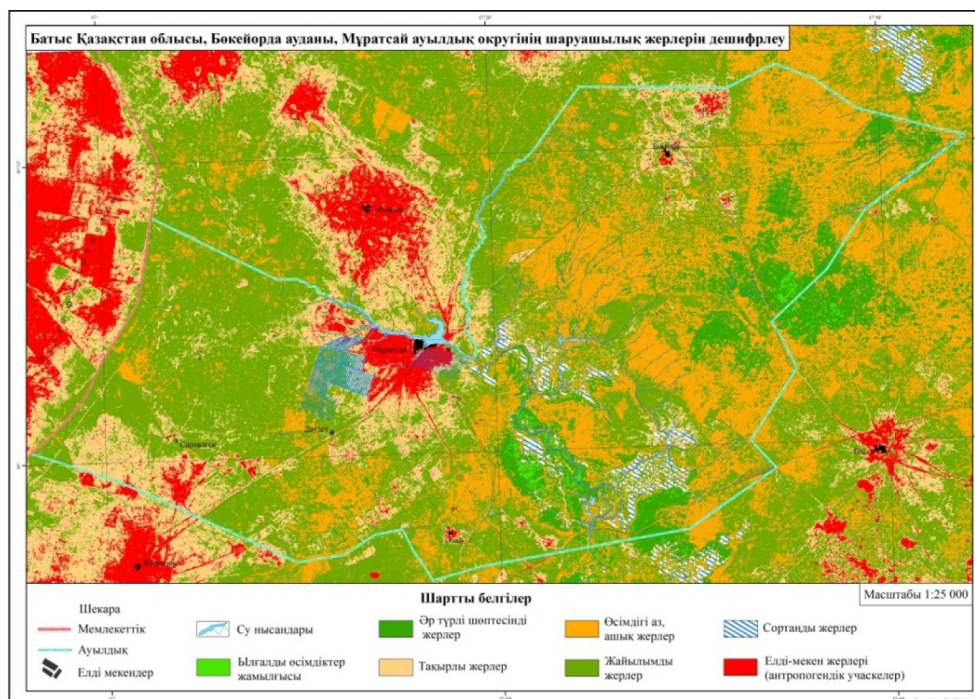 Батыс Қазақстан облысы, Бөкейорда ауданы, Мұратсай ауылдық округінің шаруашылық жерлерін дешифрлеу
Мұратсай
Шартты белгілер
Масштабы 1:25 000
Шекара
Мемлекеттік
Ауылдық
Елді мекендер
Су нысандары
Ылғалды өсімдіктер
жамылғысы
Әр түрлі шөптесінді
жерлер
Тақырлы жерлер
Өсімдігі аз,
ашық жерлер
Жайылымды
жерлер
Сортаңды жерлер
Елді-мекен жерлері
(антропогендік учаскелер)